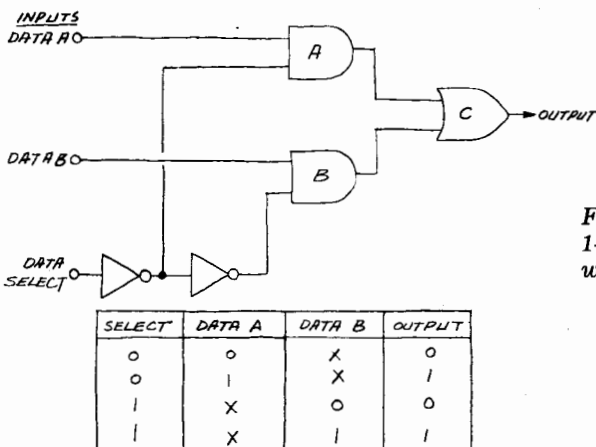 INPUTS
DATA A
A
C
OUTPUT
DATA B
B
DATA
SELECT
SELECT DATA A DATA B OUTPUT
0 0 X 0
0 1 X 1
1 X 0 0
1 X 1 1
F
1-
w